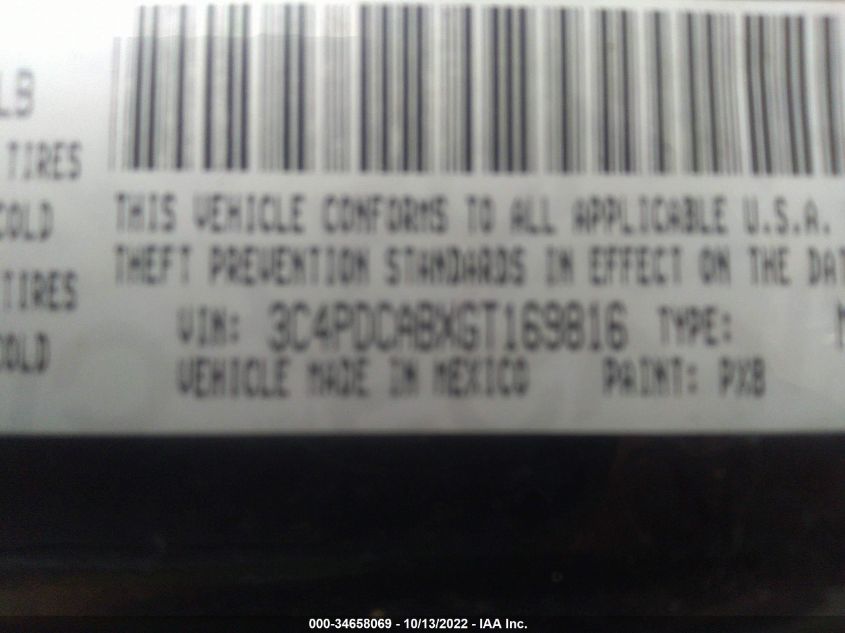 LB
TIRES
COLD
TIRES
COLD
THIS VEHICLE CONFORMS TO ALL APPLICABLE U.S.A.
THEFT PREVENTION STANDARDS IN EFFECT ON THE DAT
VIN: 3C4PDCABXGT169816 TYPE: M
VEHICLE MADE IN MEXICO PAINT: PXB
000-34658069 - 10/13/2022 - IAA Inc.